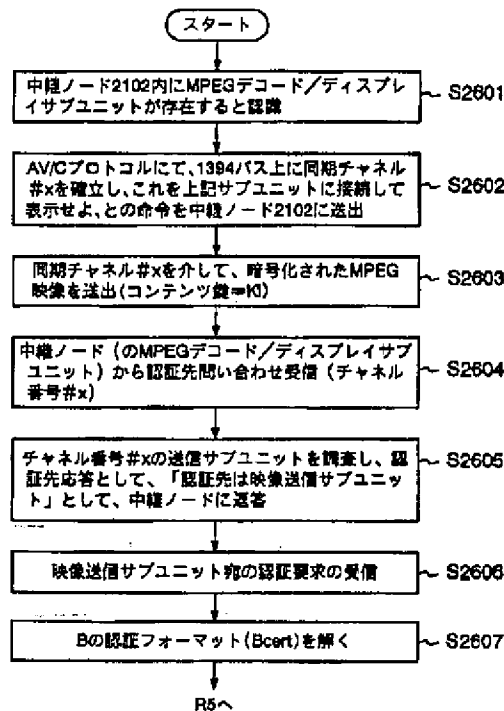 スタート
中継ノード2102内にMPEGデコード/ディスプレ
イサブユニットが存在すると認識
S2601
AV/Cプロトコルにて、1394バス上に同期チャネル
#xを確立し、これを上記サブユニットに接続して
表示せよ、との命令を中継ノード2102に送出
S2602
同期チャネル#xを介して、暗号化されたMPEG
映像を送出(コンテンツ鍵=Kl)
S2603
中継ノード(のMPEGデコード/ディスプレイサブ
ユニット)から認証先問い合わせ受信(チャネル
番号#x)
S2604
チャネル番号#xの送信サブユニットを調査し、認
証先応答として、「認証先は映像送信サブユニッ
ト」として、中継ノードに返答
S2605
映像送信サブユニット宛の認証要求の受信
S2606
Bの認証フォーマット(Bcert)を解く
S2607
R5へ